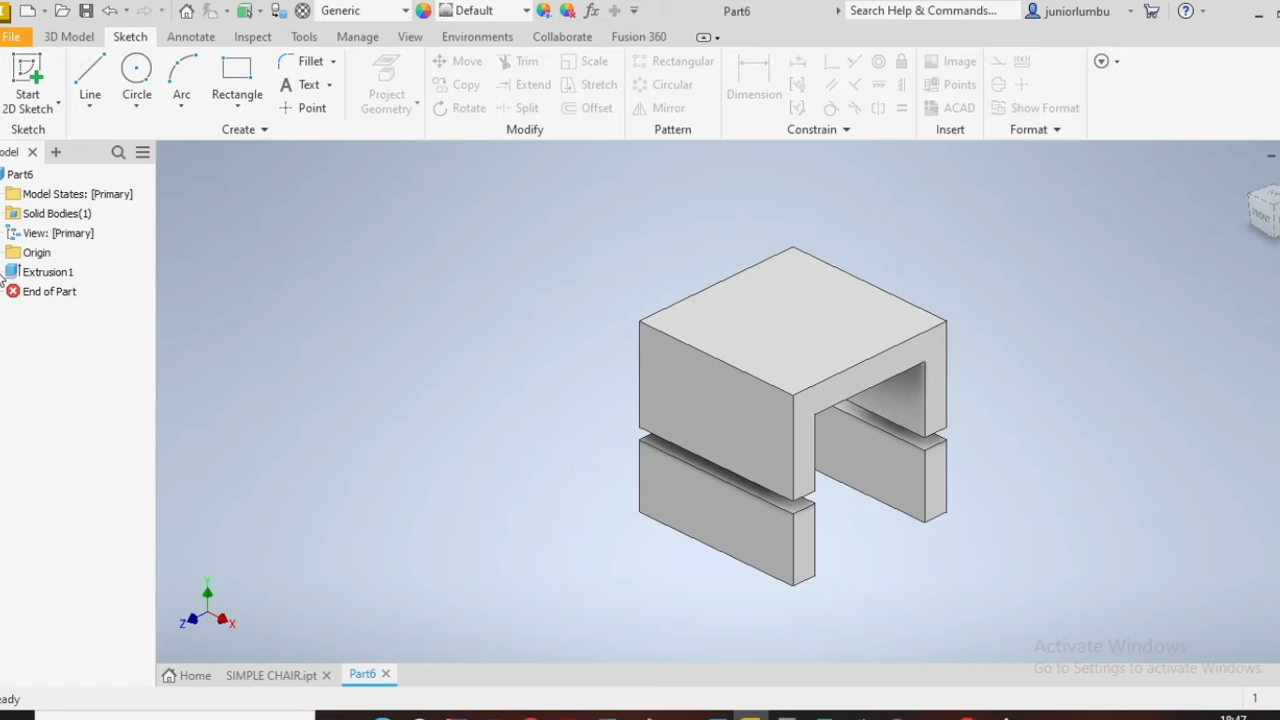 Generic
Default
fx
Part6
Search Help & Commands...
juniorlumbu
File
3D Model
Sketch
Annotate
Inspect
Tools
Manage
View
Environments
Collaborate
Fusion 360
Start
2D Sketch
Line
Circle
Arc
Rectangle
Fillet
Text
Point
Project
Geometry
Move
Copy
Rotate
Trim
Extend
Split
Scale
Stretch
Offset
Rectangular
Circular
Mirror
Dimension
Image
Points
ACAD
Show Format
Sketch
Create
Modify
Pattern
Constrain
Insert
Format
Part6
Model States: [Primary]
Solid Bodies(1)
View: [Primary]
Origin
Extrusion1
End of Part
FRONT
Y
Z
X
Activate Windows
Go to Settings to activate Windows.
Home
SIMPLE CHAIR.ipt
Part6
1